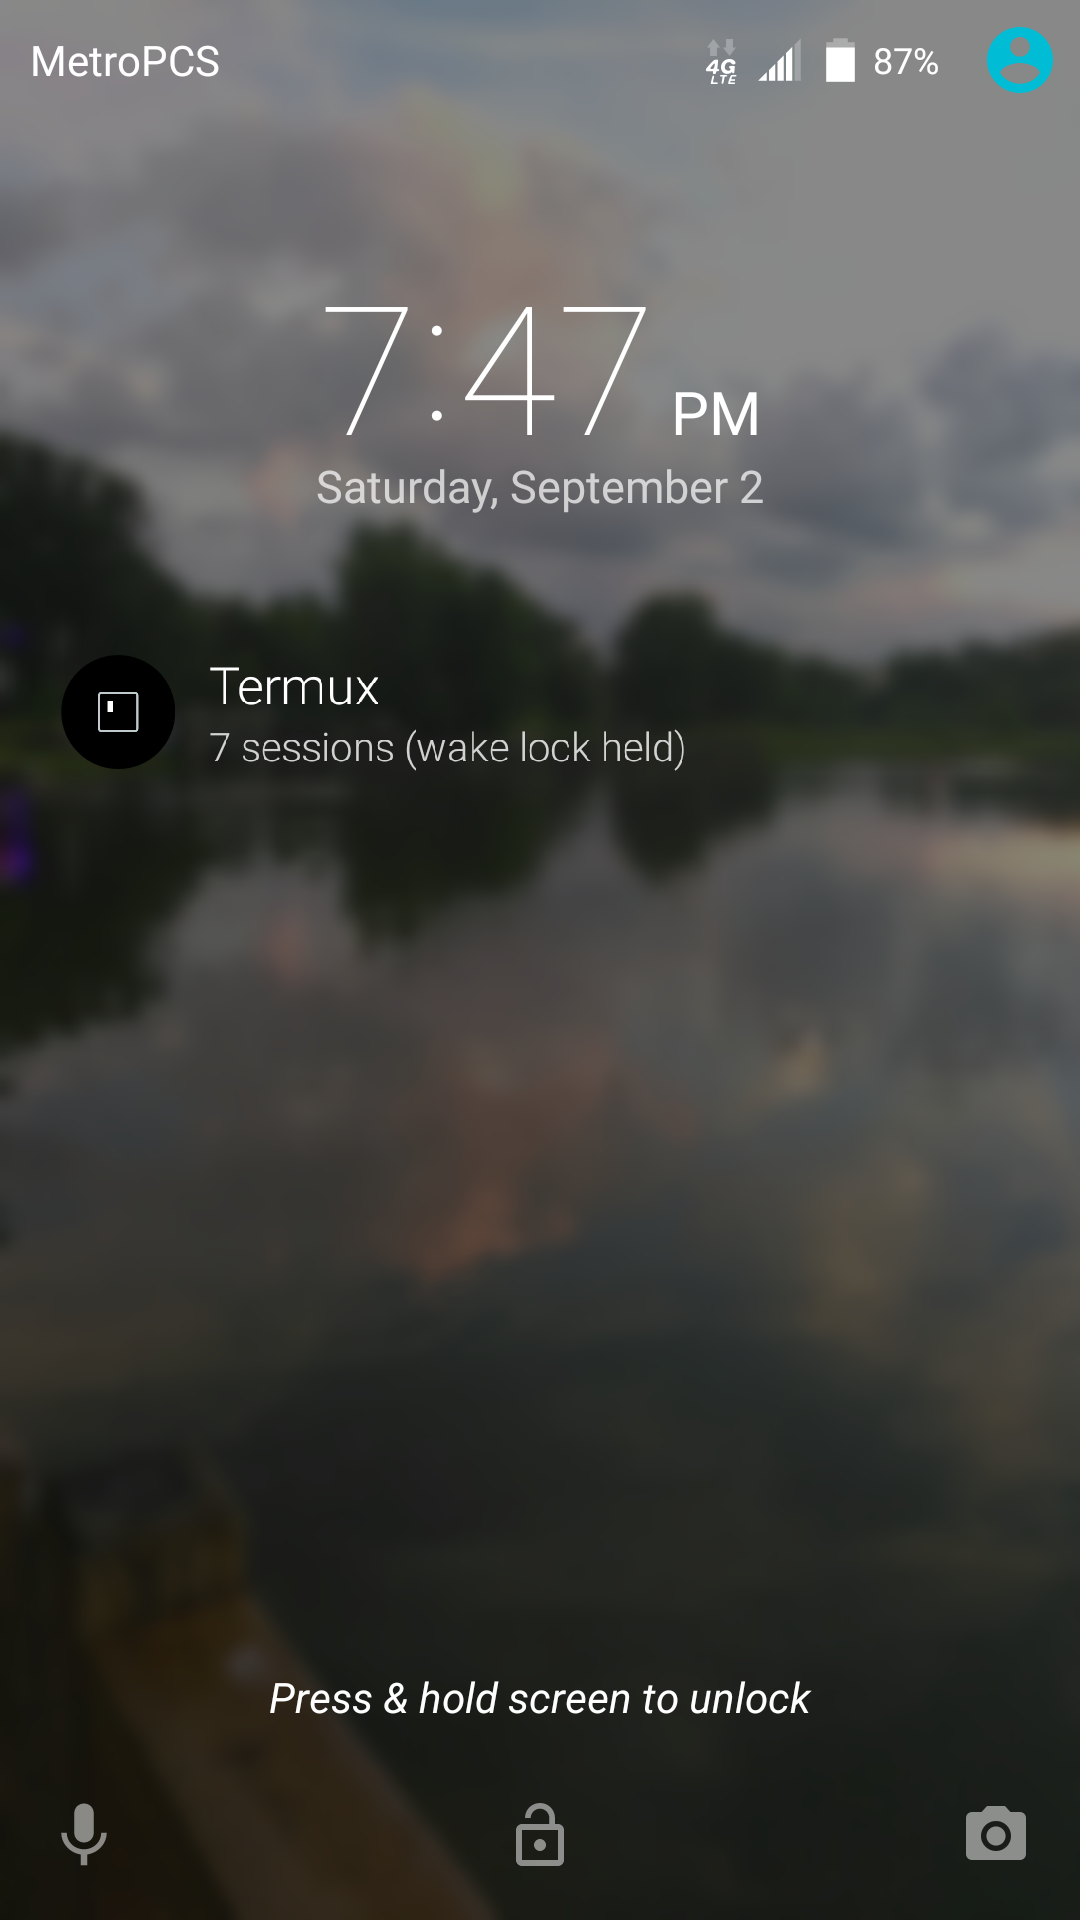 MetroPCS
4G LTE 87%
7:47 PM
Saturday, September 2
Termux
7 sessions (wake lock held)
Press & hold screen to unlock